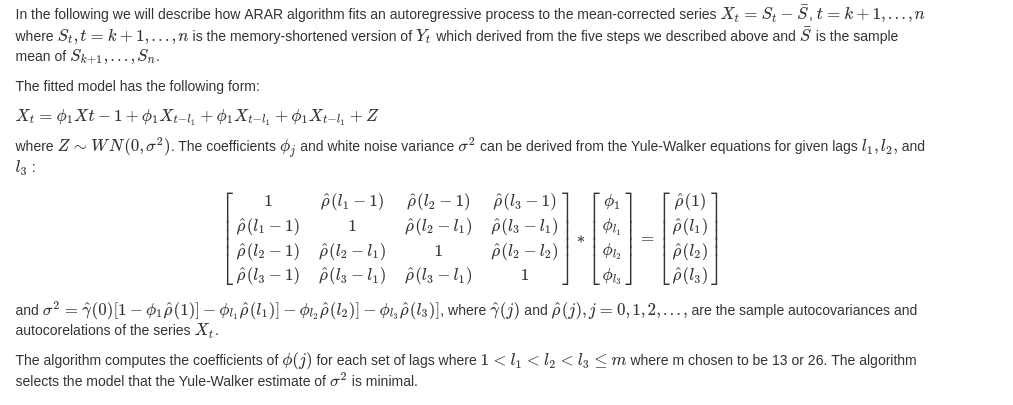 In the following we will describe how ARAR algorithm fits an autoregressive process to the mean-corrected series $X_t = S_t - \bar{S}, t = k+1, \ldots, n$
where $S_t, t = k+1, \ldots, n$ is the memory-shortened version of $Y_t$ which derived from the five steps we described above and $\bar{S}$ is the sample
mean of $S_{k+1}, \ldots, S_n$.
The fitted model has the following form:
$X_t = \phi_1 Xt - 1 + \phi_1 X_{t-l_1} + \phi_1 X_{t-l_1} + \phi_1 X_{t-l_1} + Z$
where $Z \sim WN(0, \sigma^2)$. The coefficients $\phi_j$ and white noise variance $\sigma^2$ can be derived from the Yule-Walker equations for given lags $l_1, l_2,$ and
$l_3$ :
$\begin{bmatrix} 1 & \hat{\rho}(l_1-1) & \hat{\rho}(l_2-1) & \hat{\rho}(l_3-1) \\ \hat{\rho}(l_1-1) & 1 & \hat{\rho}(l_2-l_1) & \hat{\rho}(l_3-l_1) \\ \hat{\rho}(l_2-1) & \hat{\rho}(l_2-l_1) & 1 & \hat{\rho}(l_2-l_2) \\ \hat{\rho}(l_3-1) & \hat{\rho}(l_3-l_1) & \hat{\rho}(l_3-l_1) & 1 \end{bmatrix} * \begin{bmatrix} \phi_1 \\ \phi_{l_1} \\ \phi_{l_2} \\ \phi_{l_3} \end{bmatrix} = \begin{bmatrix} \hat{\rho}(1) \\ \hat{\rho}(l_1) \\ \hat{\rho}(l_2) \\ \hat{\rho}(l_3) \end{bmatrix}$
and $\sigma^2 = \hat{\gamma}(0)[1 - \phi_1\hat{\rho}(1)] - \phi_{l_1}\hat{\rho}(l_1)] - \phi_{l_2}\hat{\rho}(l_2)] - \phi_{l_3}\hat{\rho}(l_3)]$, where $\hat{\gamma}(j)$ and $\hat{\rho}(j), j = 0, 1, 2, \ldots,$ are the sample autocovariances and
autocorelations of the series $X_t$.
The algorithm computes the coefficients of $\phi(j)$ for each set of lags where $1 < l_1 < l_2 < l_3 \leq m$ where m chosen to be 13 or 26. The algorithm
selects the model that the Yule-Walker estimate of $\sigma^2$ is minimal.